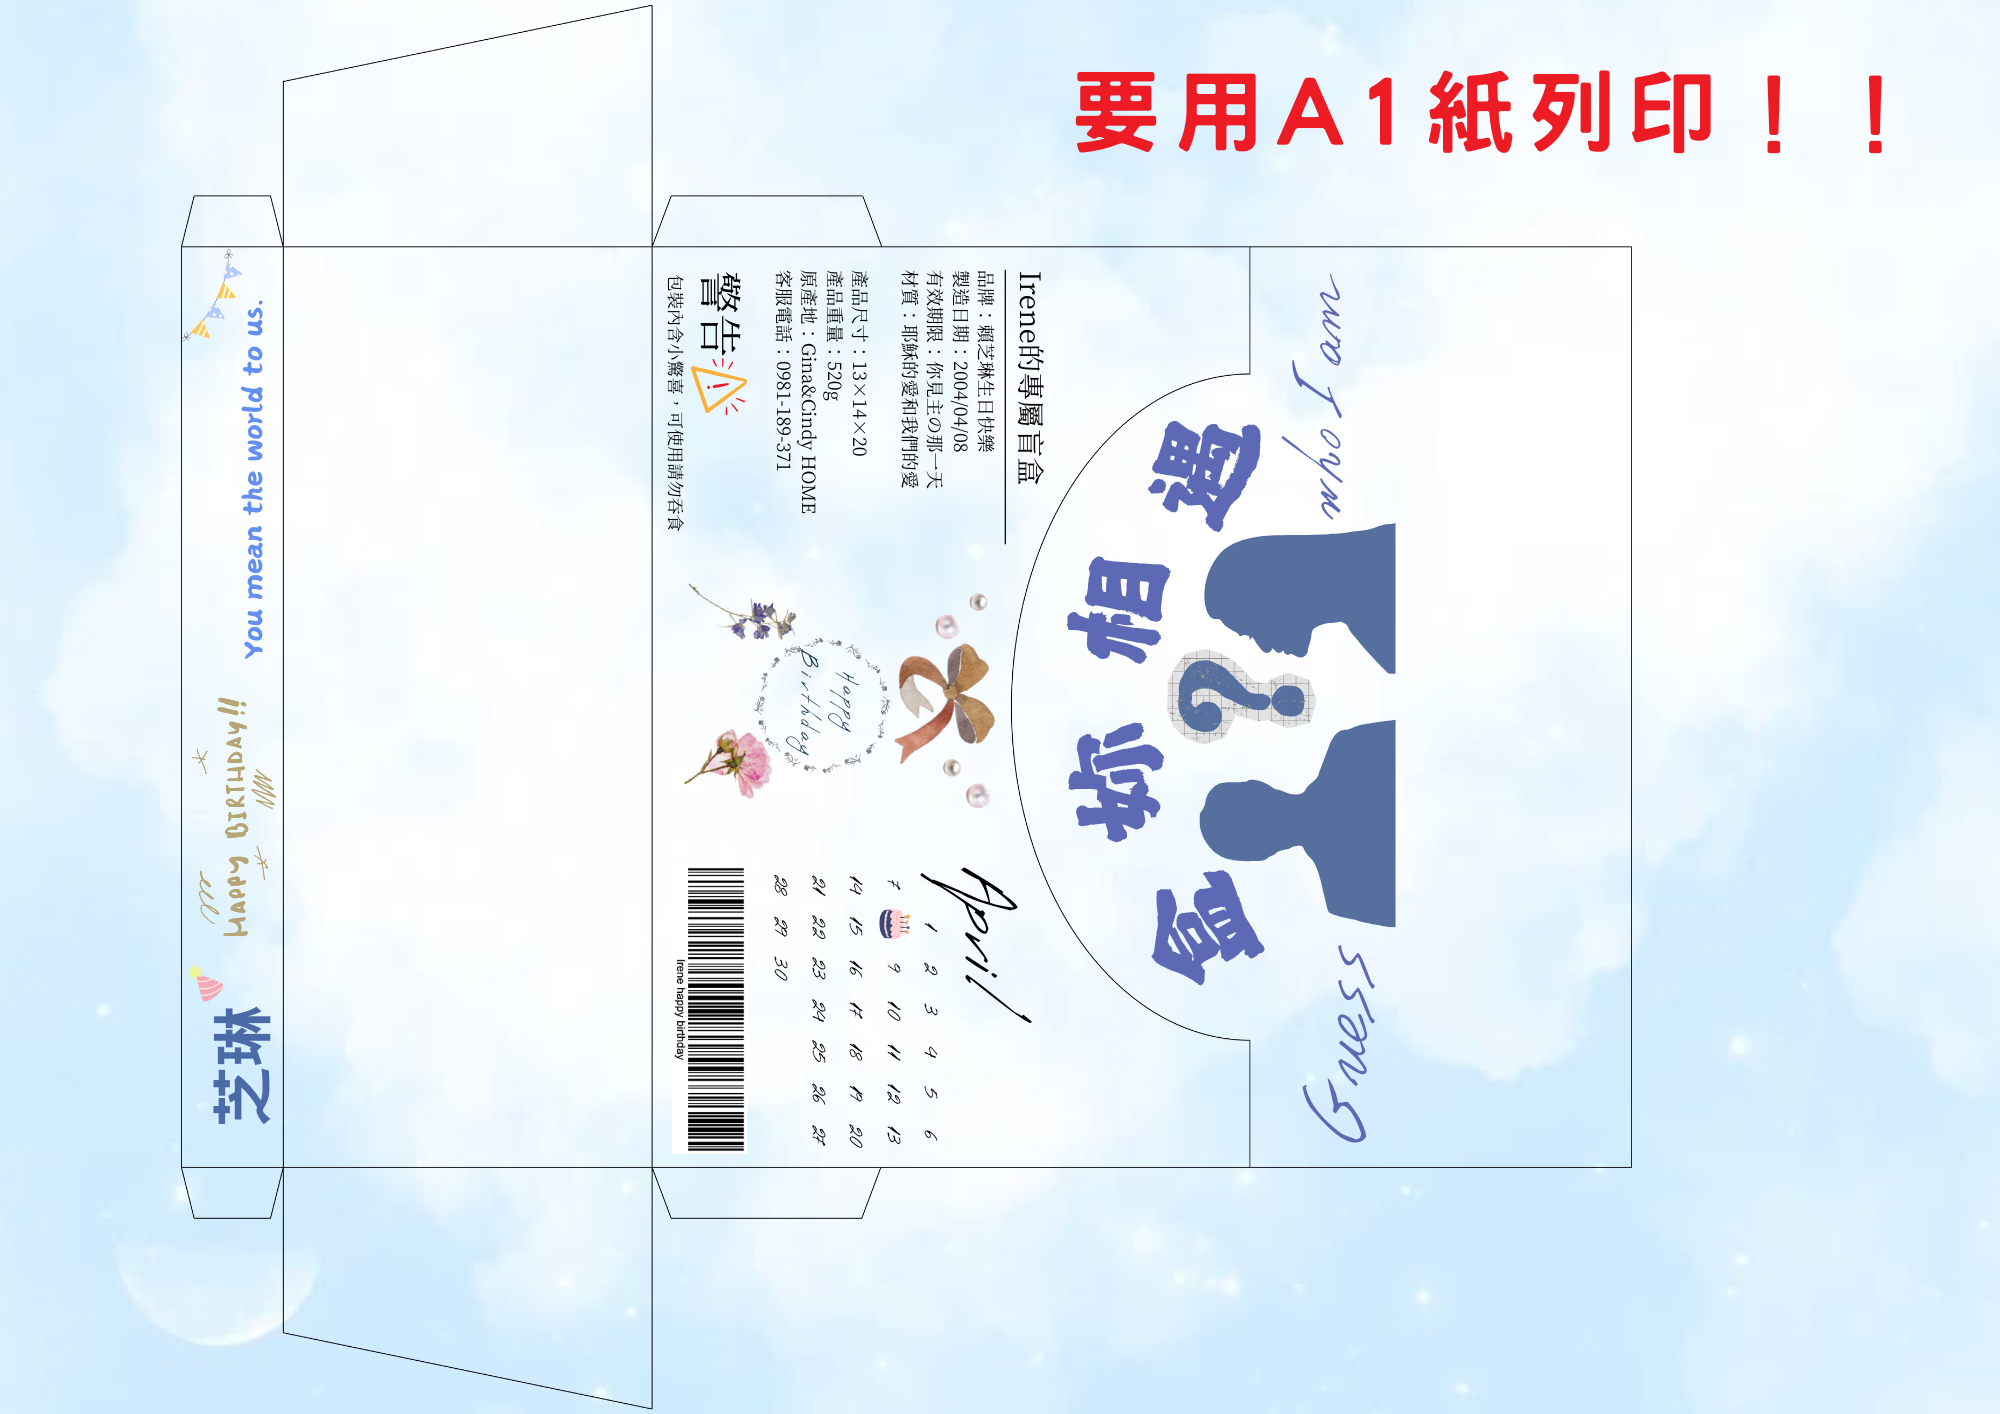 要用A1紙列印！！
Guess
who I am
遇
相
妳
盒
Irene的專屬盲盒
品牌：賴芝琳生日快樂
製造日期：2004/04/08
有效期限：你見主の那一天
材質：耶穌的愛和我們的愛
產品尺寸：13×14×20
產品重量：520g
原產地：Gina&Cindy HOME
客服電話：0981-189-371
警告
包裝內含小驚喜，可使用請勿吞食
Happy
Birthday
April
1 2 3 4 5 6
7 9 10 11 12 13
14 15 16 17 18 19 20
21 22 23 24 25 26 27
28 29 30
Irene happy birthday
芝琳
HAPPY BIRTHDAY!!
You mean the world to us.